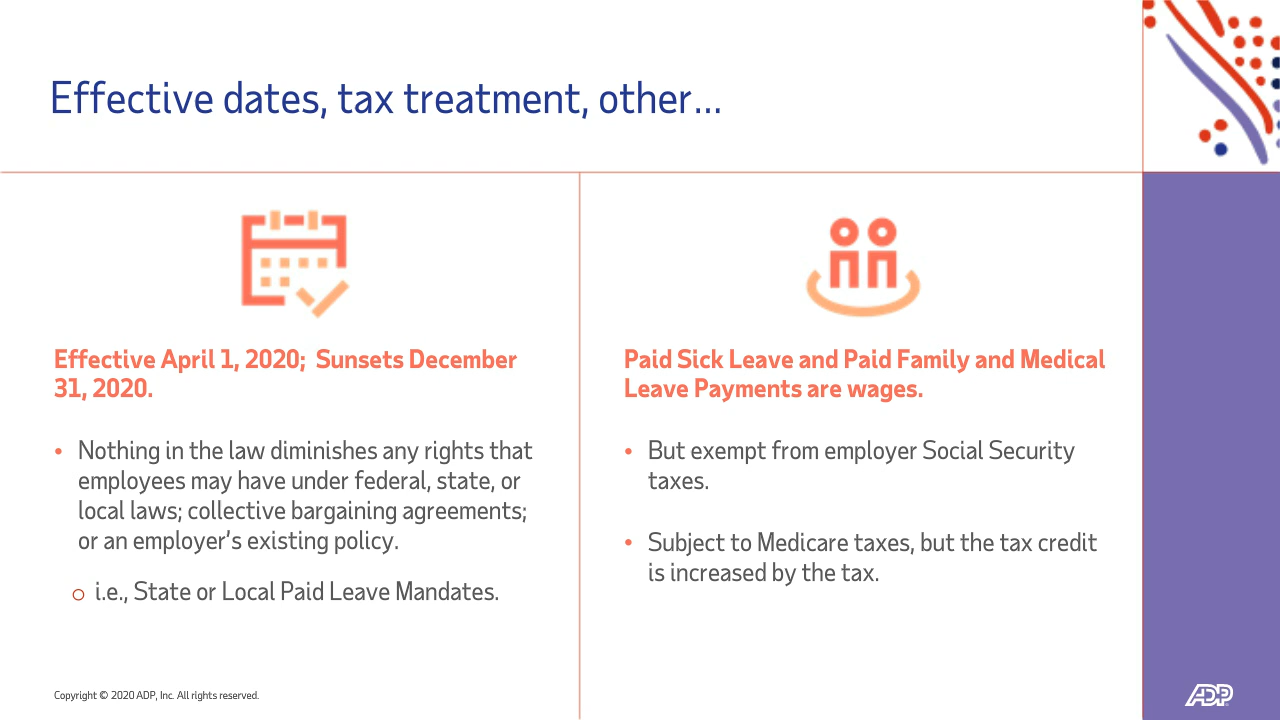 Effective dates, tax treatment, other...
Effective April 1, 2020;  Sunsets December
31, 2020.
• Nothing in the law diminishes any rights that
employees may have under federal, state, or
local laws; collective bargaining agreements;
or an employer's existing policy.
o i.e., State or Local Paid Leave Mandates.
Paid Sick Leave and Paid Family and Medical
Leave Payments are wages.
• But exempt from employer Social Security
taxes.
• Subject to Medicare taxes, but the tax credit
is increased by the tax.
Copyright © 2020 ADP, Inc. All rights reserved.
ADP